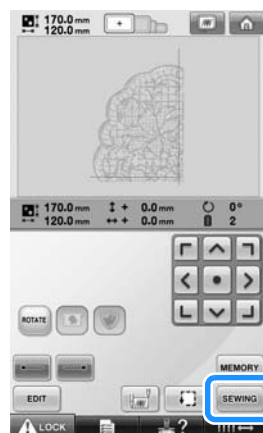 170.0 mm
120.0 mm
170.0 mm + 0.0 mm 0°
120.0 mm + 0.0 mm 2
ROTATE
MEMORY
EDIT SEWING
LOCK ?